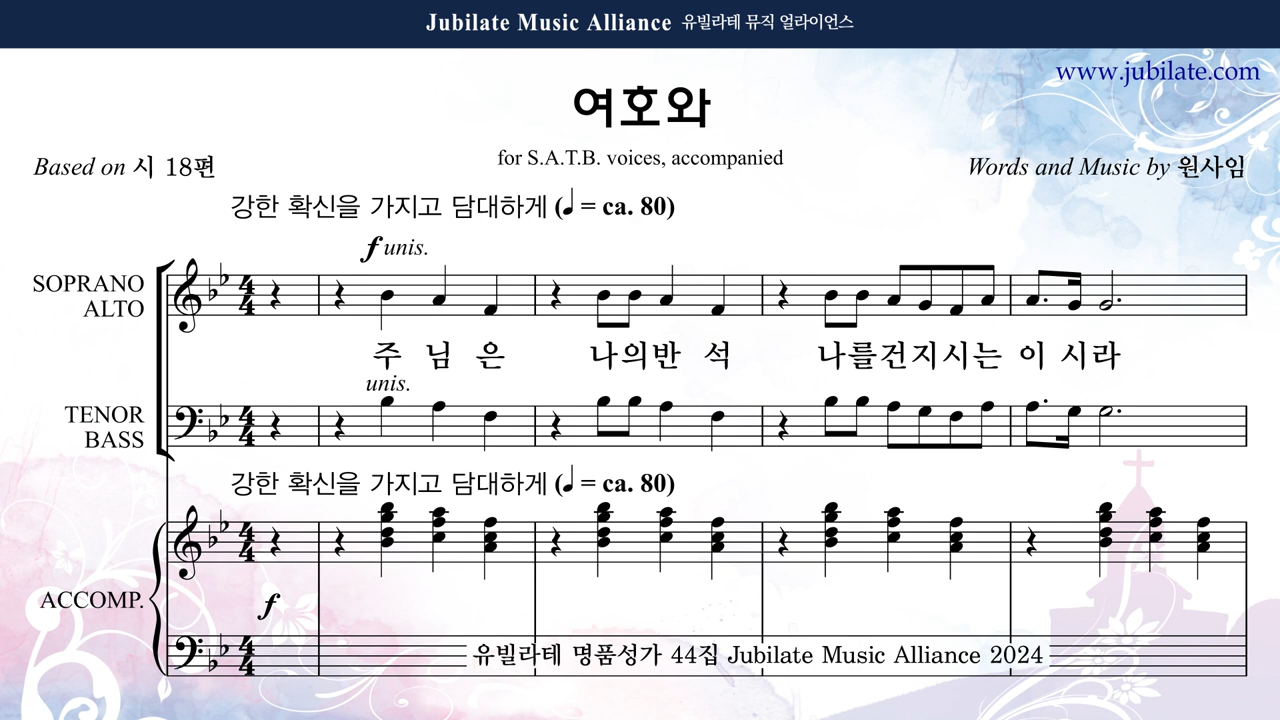 Jubilate Music Alliance 유빌라테 뮤직 얼라이언스
www.jubilate.com
여호와
for S.A.T.B. voices, accompanied
Based on 시 18편
Words and Music by 원사임
강한 확신을 가지고 담대하게 (♩ = ca. 80)
f unis.
SOPRANO
ALTO
주 님 은 나의반 석 나를건지시는 이 시라
unis.
TENOR
BASS
강한 확신을 가지고 담대하게 (♩ = ca. 80)
ACCOMP.
f
유빌라테 명품성가 44집 Jubilate Music Alliance 2024